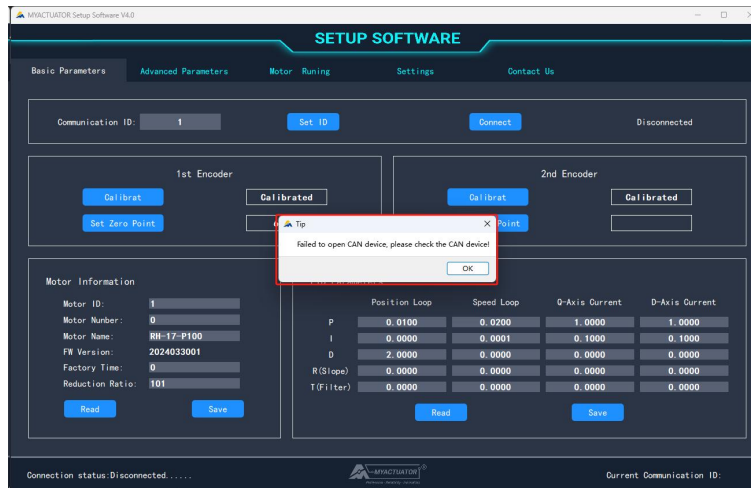 MYACTUATOR Setup Software V4.0
SETUP SOFTWARE
Basic Parameters Advanced Parameters Motor Runing Settings Contact Us
Communication ID: 1 Set ID Connect Disconnected
1st Encoder
Calibrat Calibrated
Set Zero Point
2nd Encoder
Calibrat Calibrated
Point
Tip
Failed to open CAN device, please check the CAN device!
OK
Motor Information
Motor ID: 1
Motor Nunber: 0
Motor Name: RH-17-P100
FW Version: 2024033001
Factory Time: 0
Reduction Ratio: 101
Read Save
Position Loop Speed Loop Q-Axis Current D-Axis Current
P 0.0100 0.0200 1.0000 1.0000
I 0.0000 0.0001 0.1000 0.1000
D 2.0000 0.0000 0.0000 0.0000
R(Slope) 0.0000 0.0000 0.0000 0.0000
T(Filter) 0.0000 0.0000 0.0000 0.0000
Read Save
Connection status:Disconnected......
MYACTUATOR
Current Communication ID: